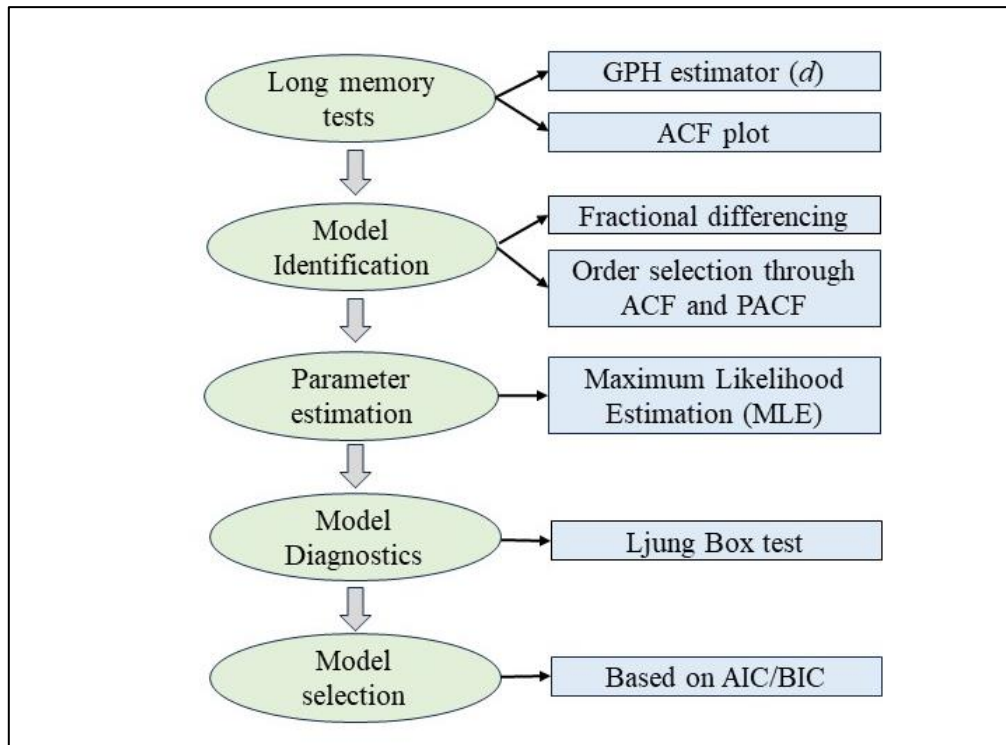 Long memory
tests
GPH estimator (d)
ACF plot
Model
Identification
Fractional differencing
Order selection through
ACF and PACF
Parameter
estimation
Maximum Likelihood
Estimation (MLE)
Model
Diagnostics
Ljung Box test
Model
selection
Based on AIC/BIC